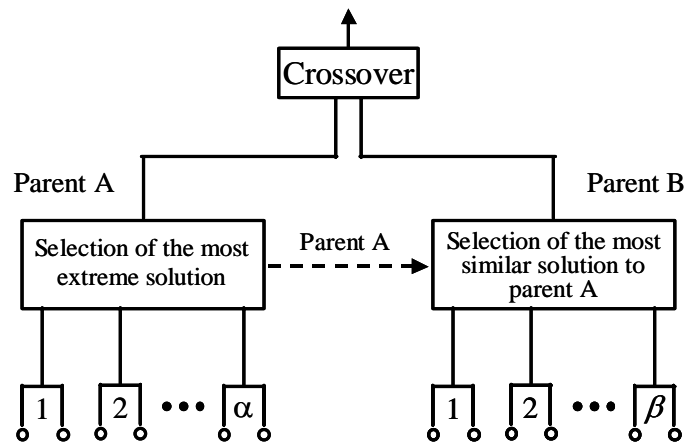 Crossover
Parent A
Parent B
Selection of the most
extreme solution
Parent A
Selection of the most
similar solution to
parent A
1 2 ••• α
1 2 ••• β